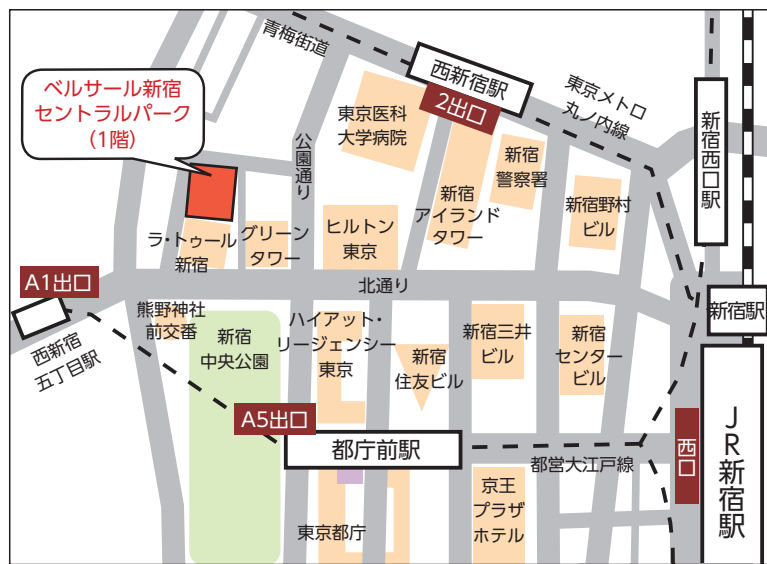 青梅街道
西新宿駅
2出口
東京メトロ
丸ノ内線
ベルサール新宿
セントラルパーク
(1階)
東京医科
大学病院
公園通り
新宿
警察署
新宿西口駅
新宿
アイランド
タワー
新宿野村
ビル
ラ・トゥール
新宿
グリーン
タワー
ヒルトン
東京
A1出口
北通り
新宿駅
西新宿
五丁目駅
熊野神社
前交番
新宿
中央公園
ハイアット・
リージェンシー
東京
新宿
住友ビル
新宿三井
ビル
新宿
センター
ビル
A5出口
都庁前駅
都営大江戸線
西口
JR新宿駅
東京都庁
京王
プラザ
ホテル